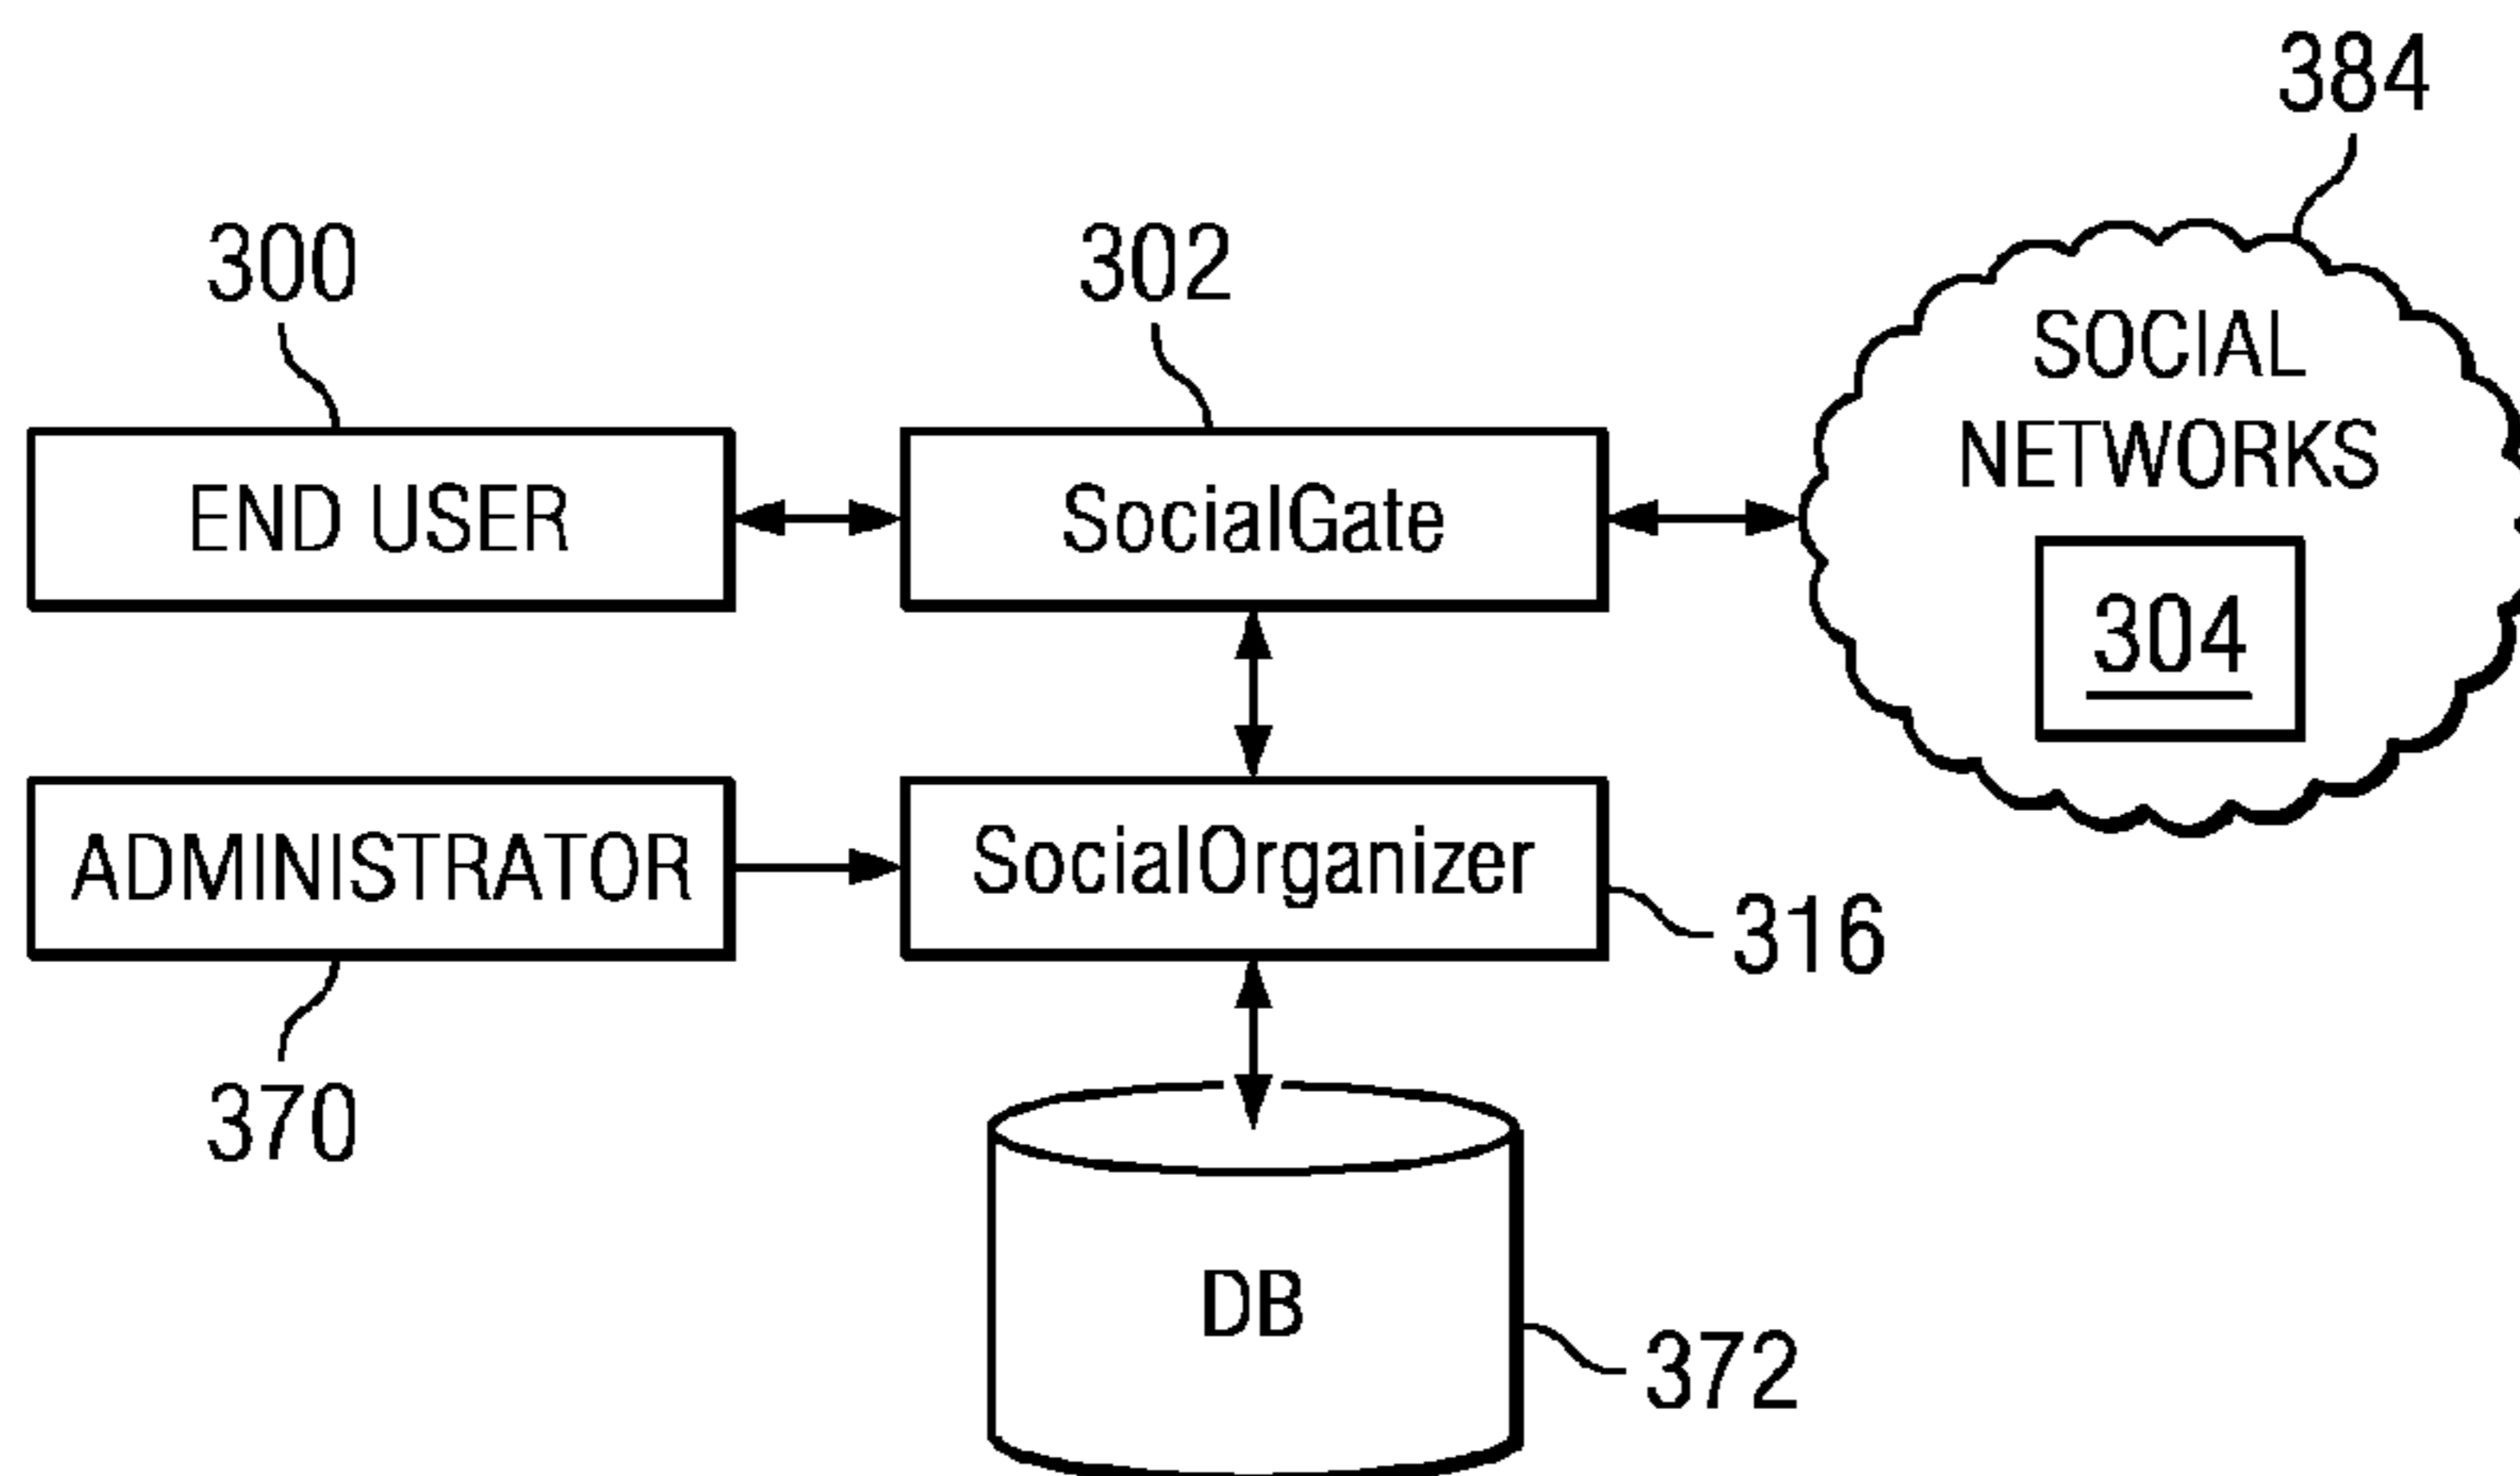 384
300
302
SOCIAL
NETWORKS
END USER
SocialGate
304
ADMINISTRATOR
SocialOrganizer
316
370
DB
372